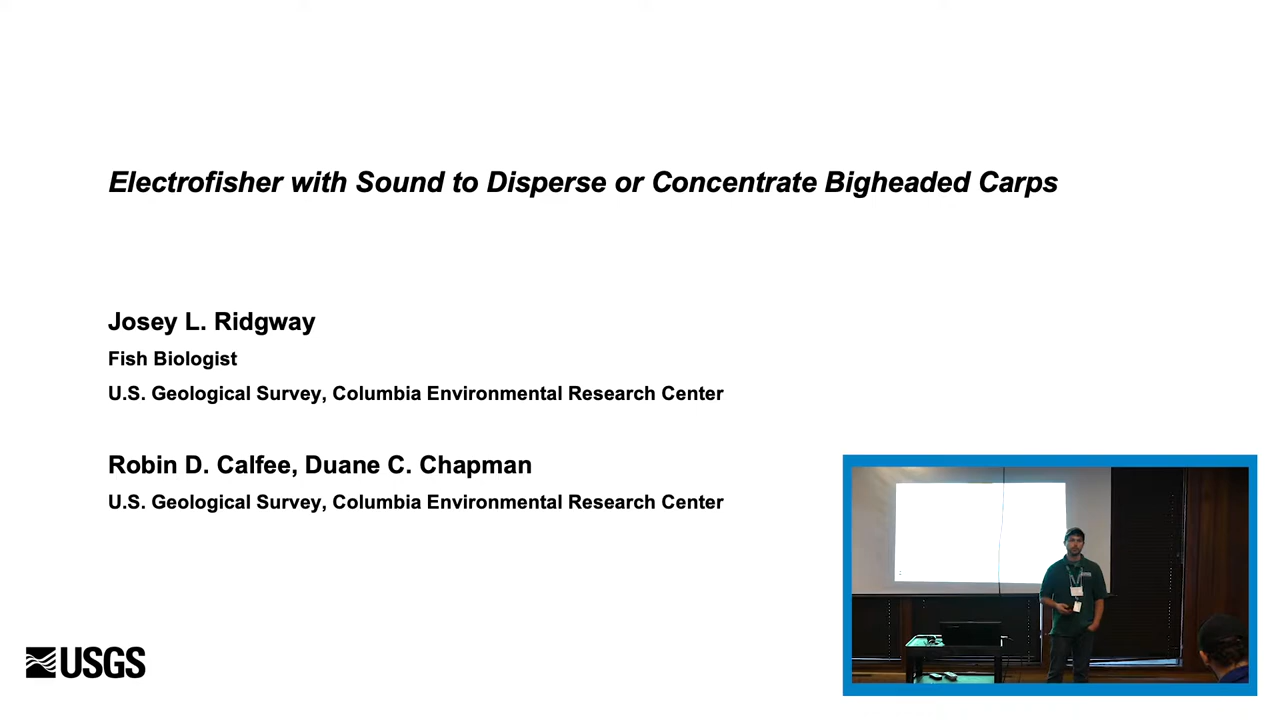 Electrofisher with Sound to Disperse or Concentrate Bigheaded Carps
Josey L. Ridgway
Fish Biologist
U.S. Geological Survey, Columbia Environmental Research Center
Robin D. Calfee, Duane C. Chapman
U.S. Geological Survey, Columbia Environmental Research Center
USGS